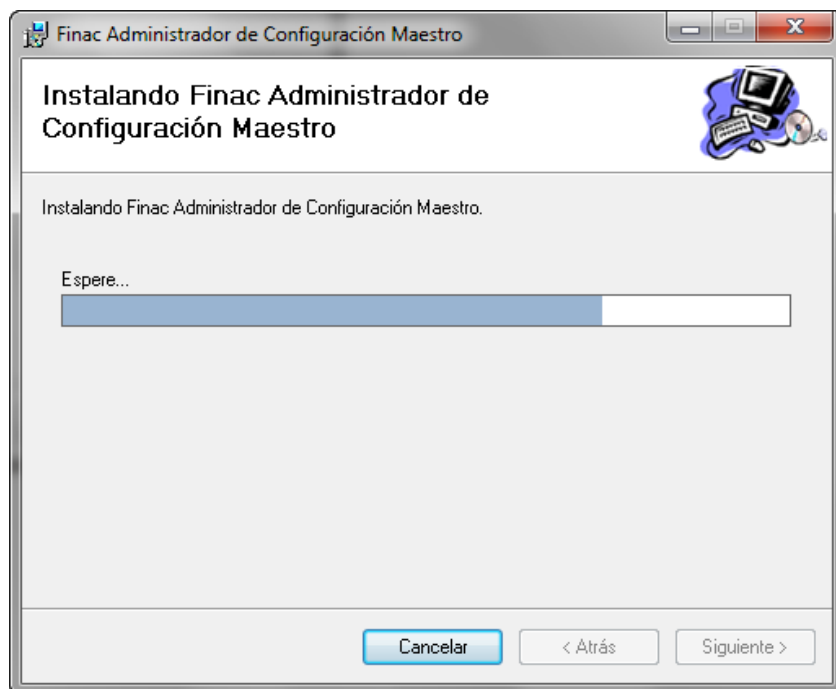 Finac Administrador de Configuración Maestro
Instalando Finac Administrador de
Configuración Maestro
Instalando Finac Administrador de Configuración Maestro.
Espere...
Cancelar
< Atrás
Siguiente >